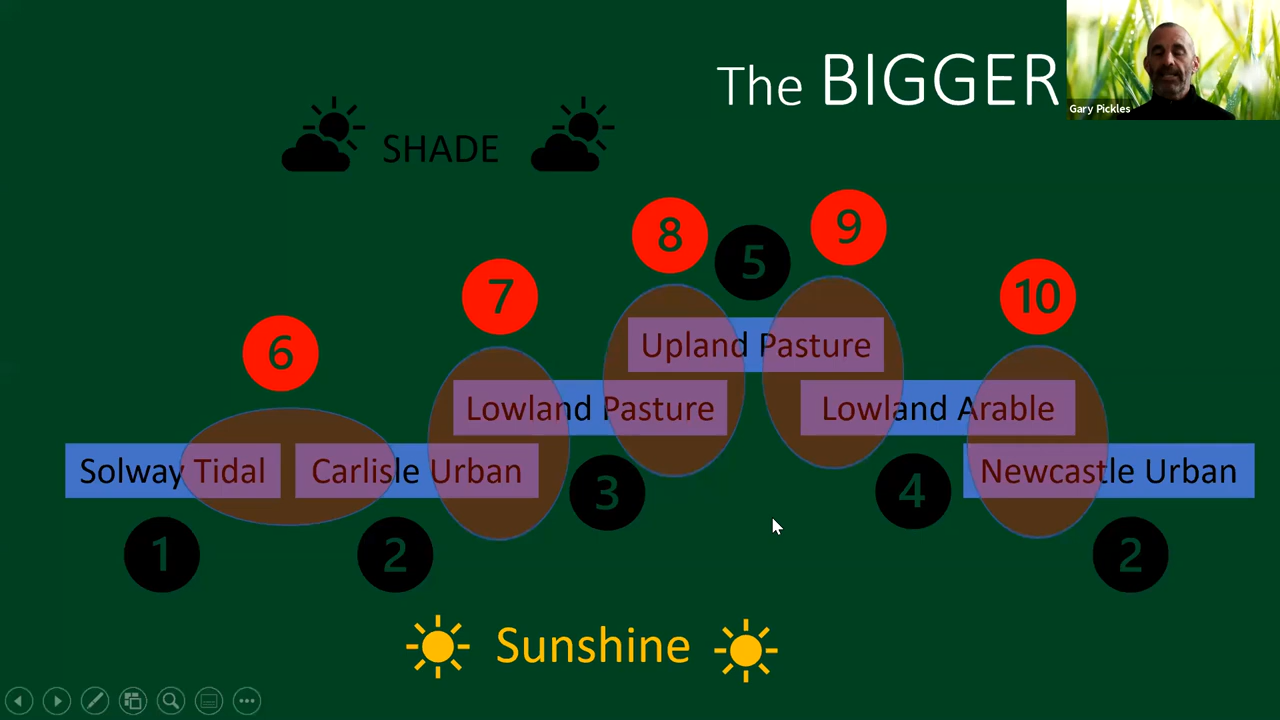 The BIGGER
Gary Pickles
SHADE
8
9
5
7
10
6
Upland Pasture
Lowland Pasture
Lowland Arable
Solway Tidal
Carlisle Urban
Newcastle Urban
3
4
1
2
2
Sunshine